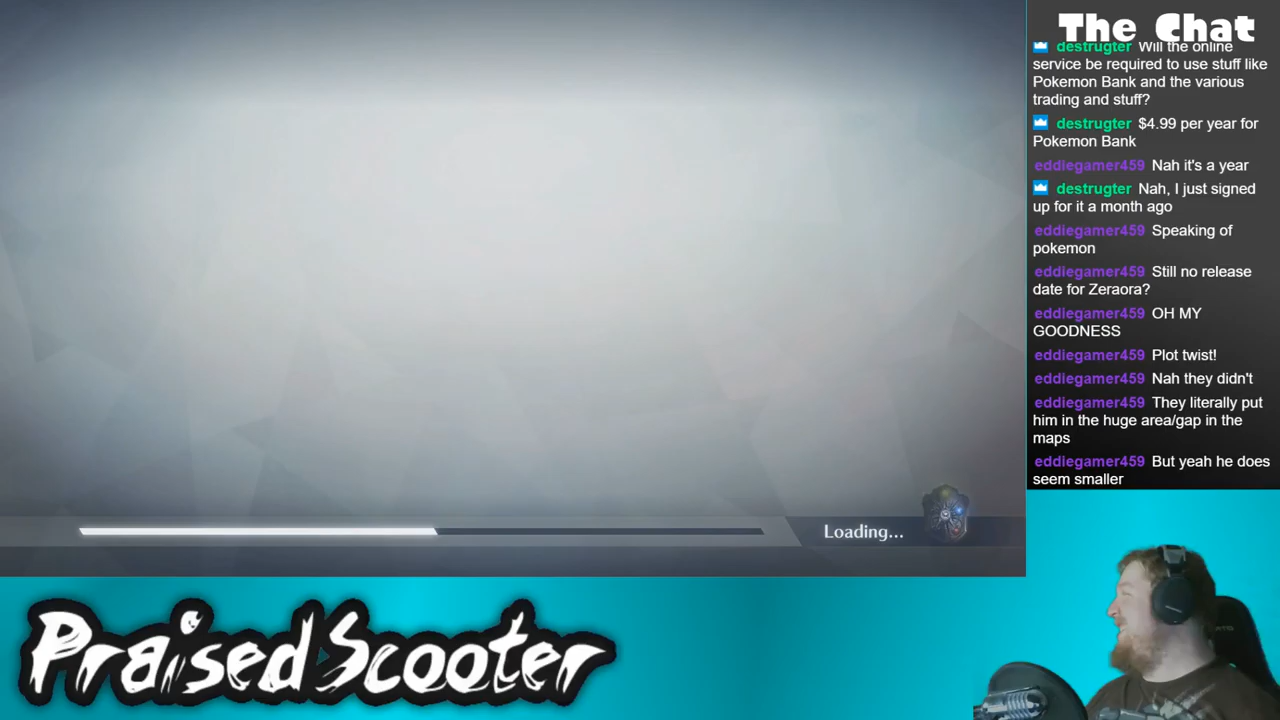 The Chat
destrugter Will the online
service be required to use stuff like
Pokemon Bank and the various
trading and stuff?
destrugter $4.99 per year for
Pokemon Bank
eddiegamer459 Nah it's a year
destrugter Nah, I just signed
up for it a month ago
eddiegamer459 Speaking of
pokemon
eddiegamer459 Still no release
date for Zeraora?
eddiegamer459 OH MY
GOODNESS
eddiegamer459 Plot twist!
eddiegamer459 Nah they didn't
eddiegamer459 They literally put
him in the huge area/gap in the
maps
eddiegamer459 But yeah he does
seem smaller
Loading...
PraisedScooter